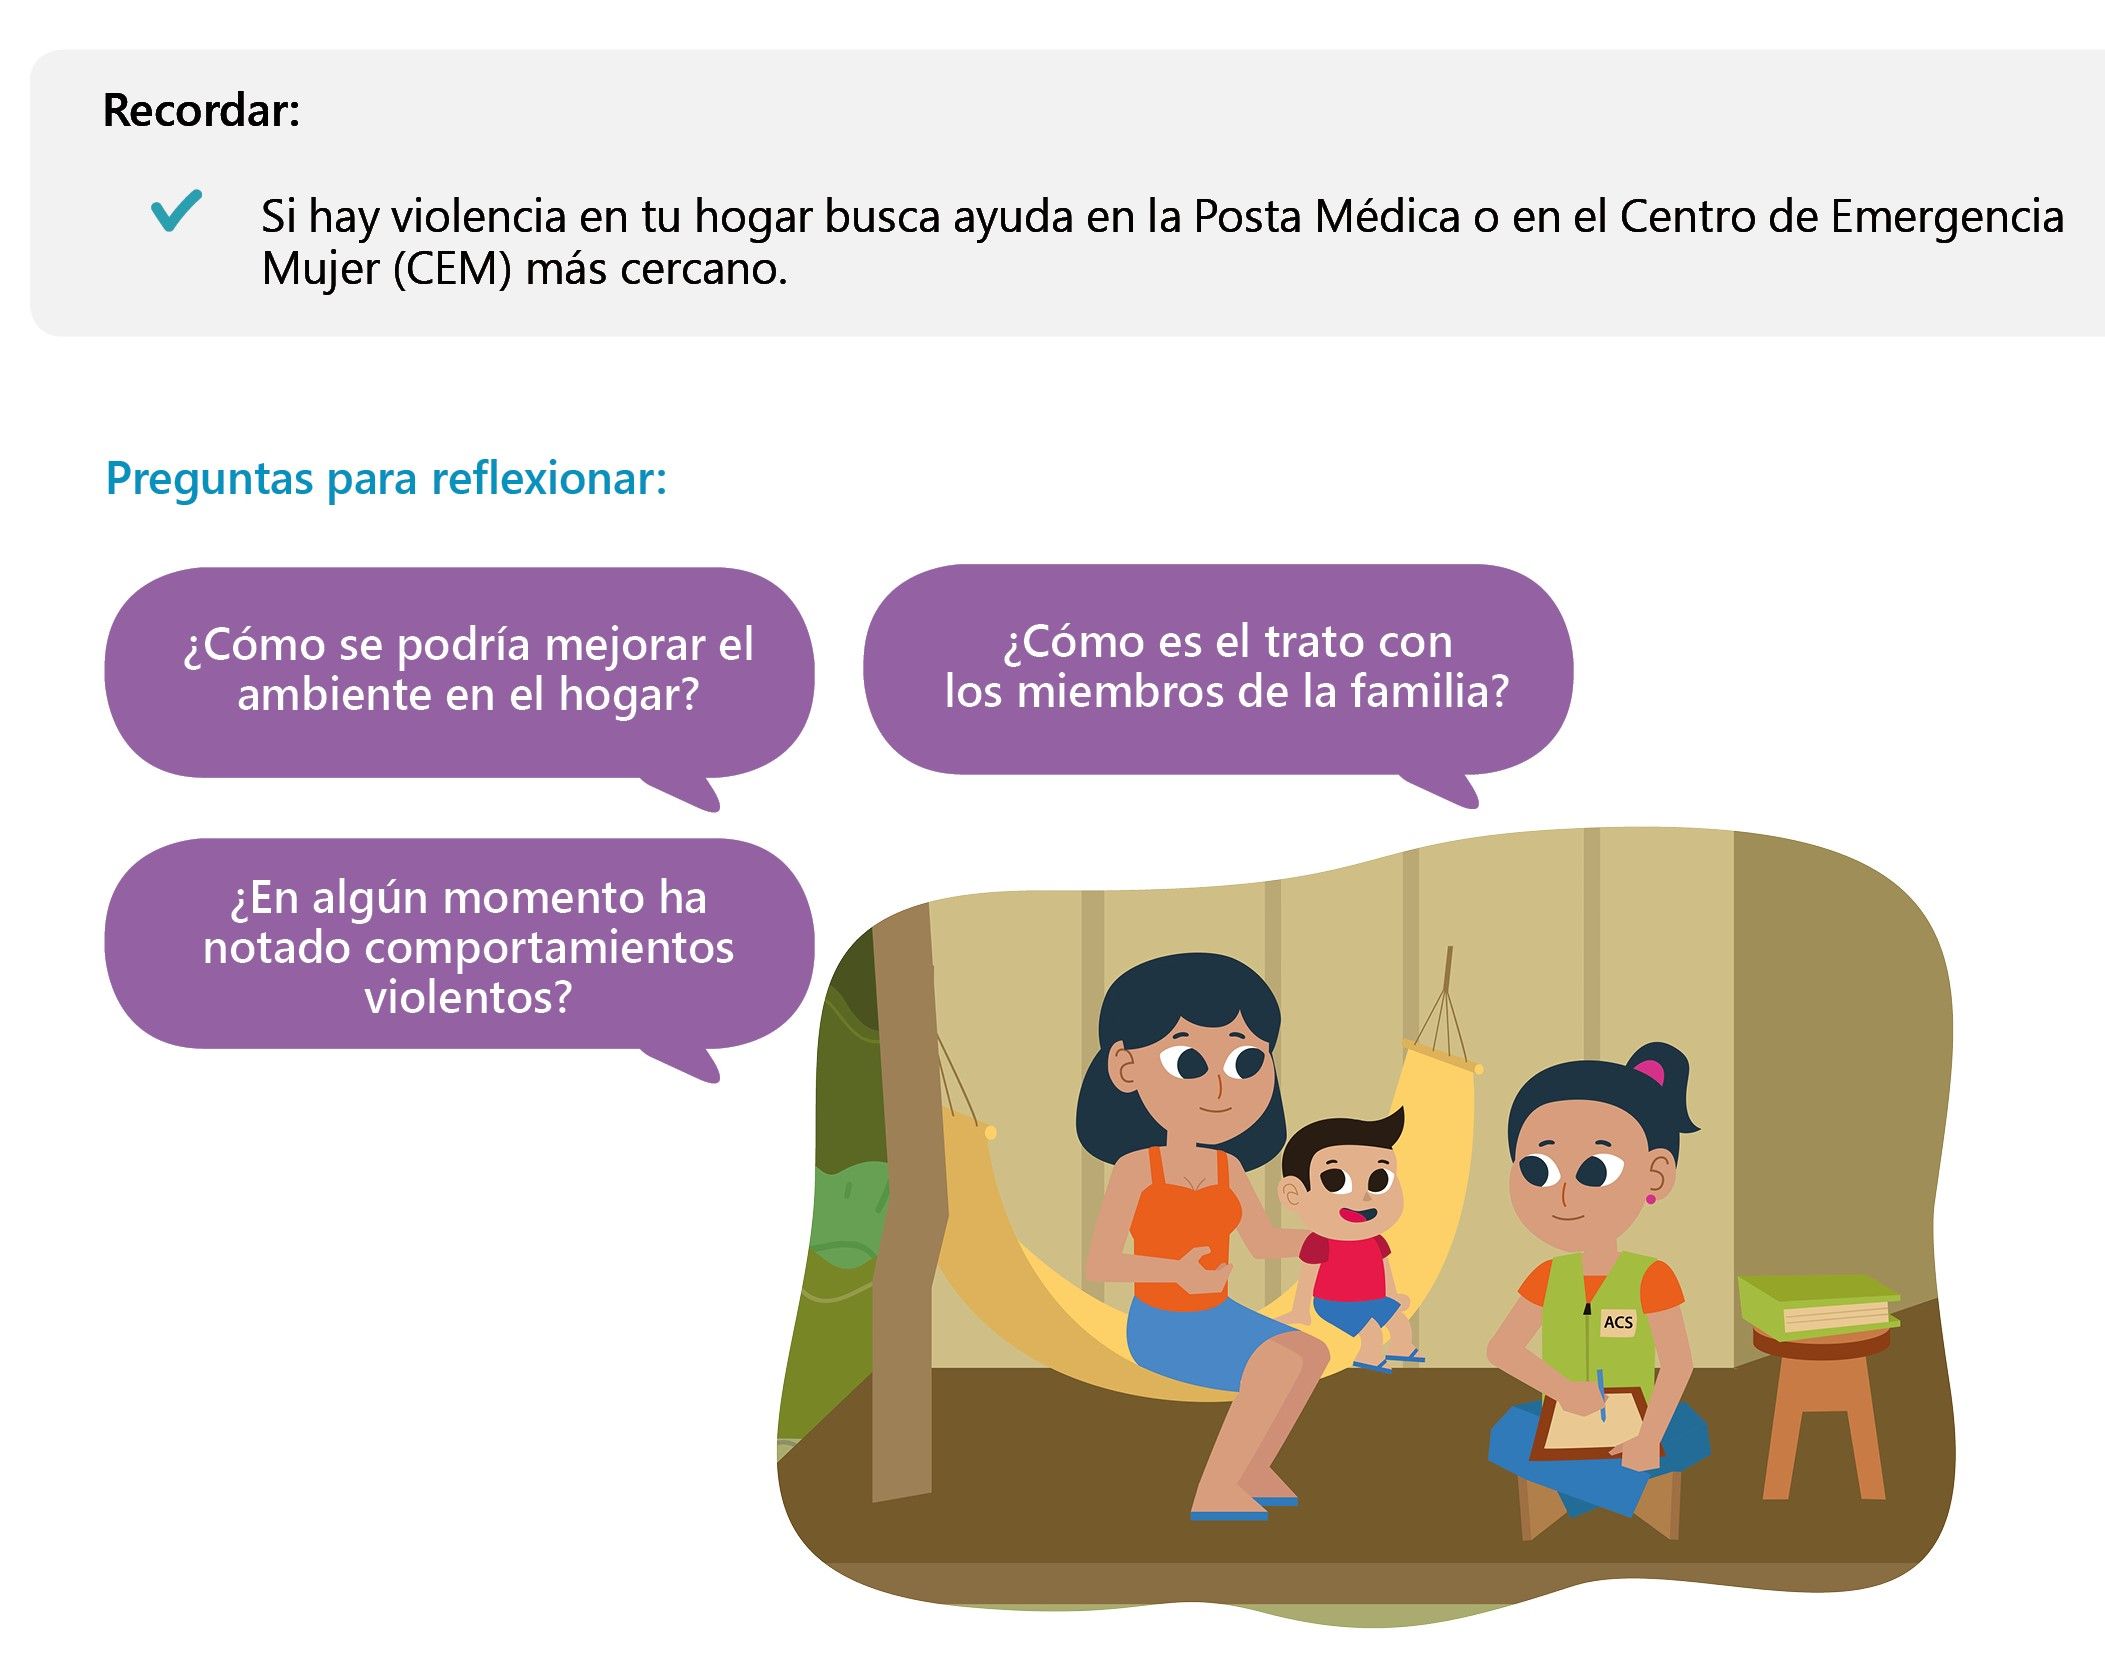 Recordar:
Si hay violencia en tu hogar busca ayuda en la Posta Médica o en el Centro de Emergencia
Mujer (CEM) más cercano.
Preguntas para reflexionar:
¿Cómo se podría mejorar el
ambiente en el hogar?
¿Cómo es el trato con
los miembros de la familia?
¿En algún momento ha
notado comportamientos
violentos?
ACS